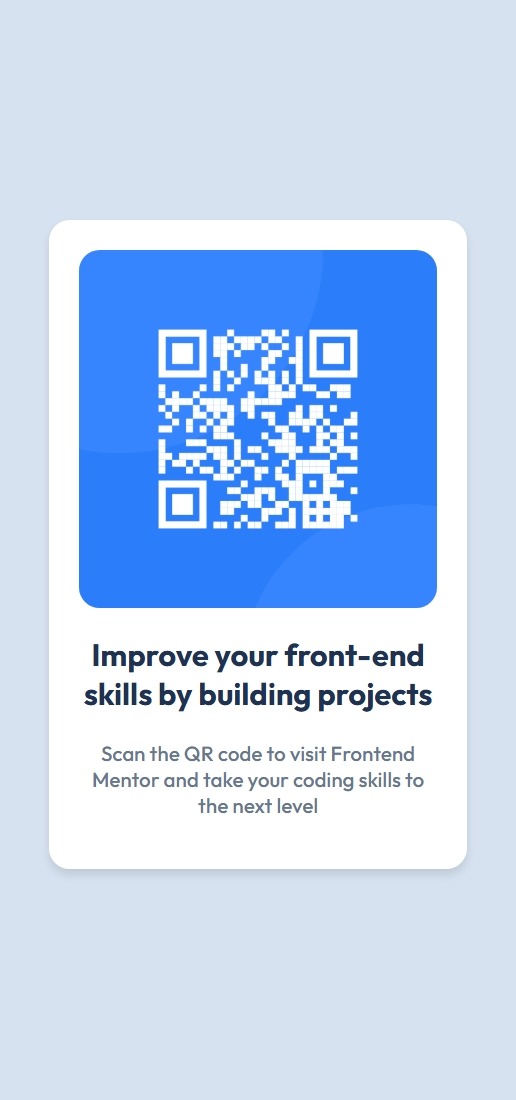 Improve your front-end
skills by building projects
Scan the QR code to visit Frontend
Mentor and take your coding skills to
the next level